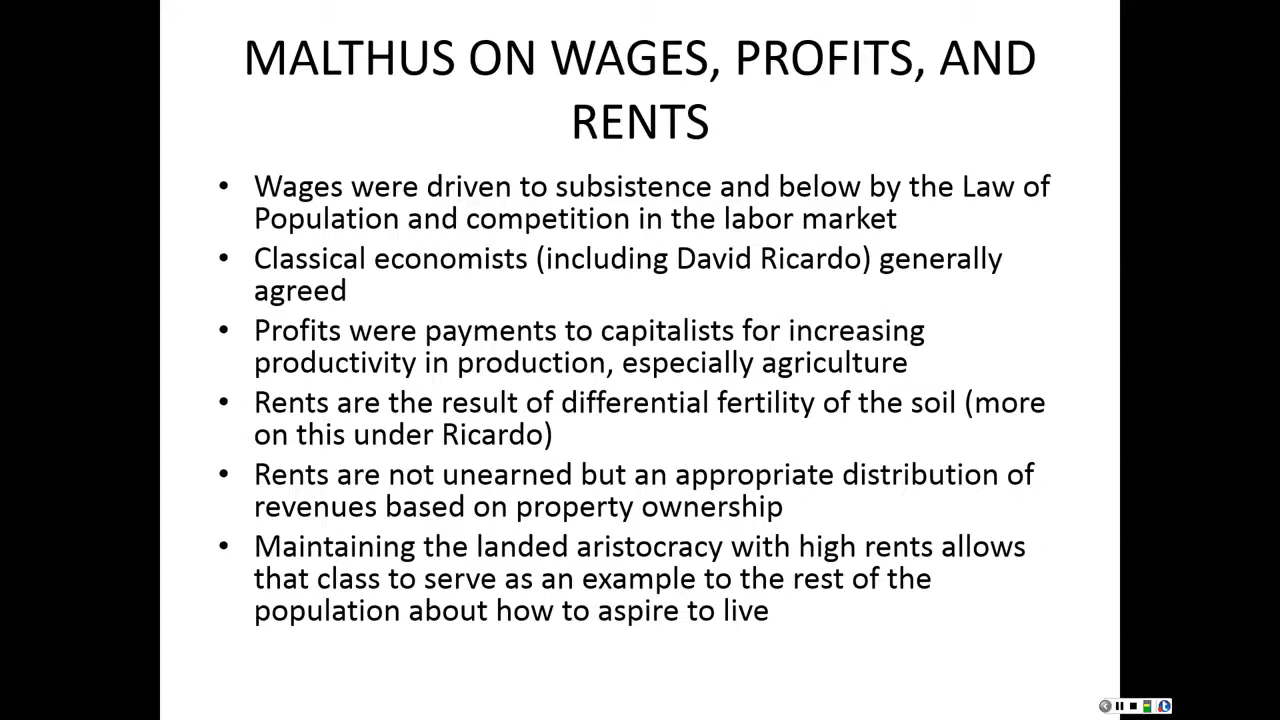 MALTHUS ON WAGES, PROFITS, AND
RENTS
• Wages were driven to subsistence and below by the Law of
Population and competition in the labor market
• Classical economists (including David Ricardo) generally
agreed
• Profits were payments to capitalists for increasing
productivity in production, especially agriculture
• Rents are the result of differential fertility of the soil (more
on this under Ricardo)
• Rents are not unearned but an appropriate distribution of
revenues based on property ownership
• Maintaining the landed aristocracy with high rents allows
that class to serve as an example to the rest of the
population about how to aspire to live